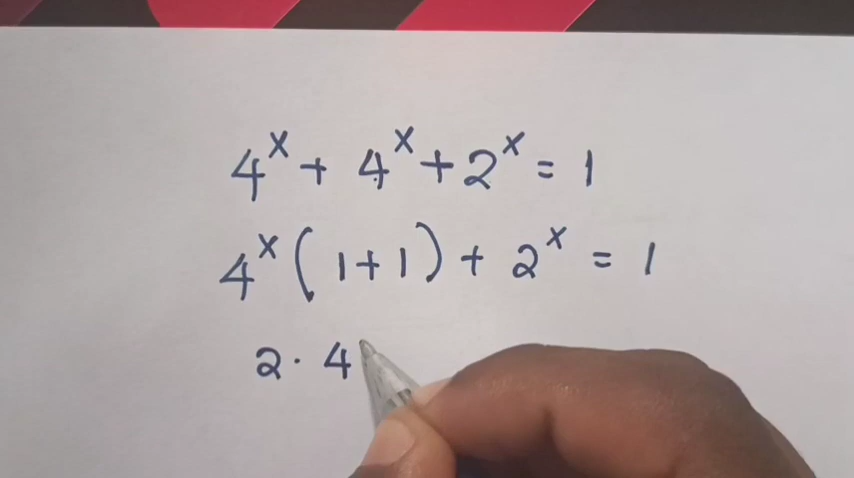 4^x + 4^x + 2^x = 1
4^x (1 + 1) + 2^x = 1
2 · 4